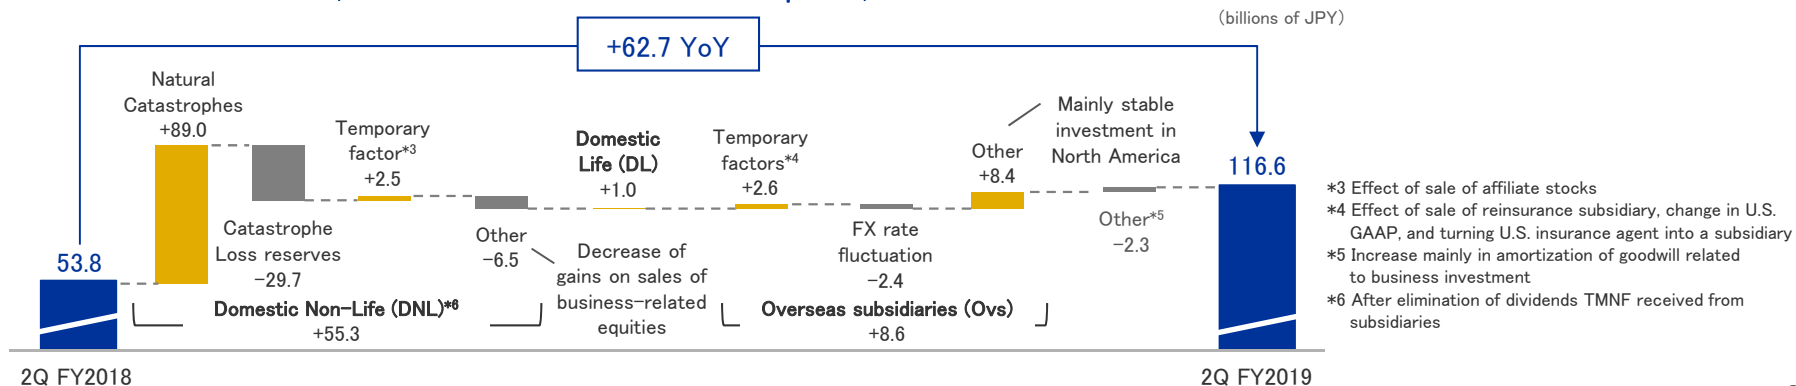 (billions of JPY)
+62.7 YoY
53.8
Natural
Catastrophes
+89.0
Catastrophe
Loss reserves
−29.7
Temporary
factor*3
+2.5
Other
−6.5
Decrease of
gains on sales of
business−related
equities
Domestic Non−Life (DNL)*6
+55.3
Domestic
Life (DL)
+1.0
Temporary
factors*4
+2.6
FX rate
fluctuation
−2.4
Other
+8.4
Mainly stable
investment in
North America
Overseas subsidiaries (Ovs)
+8.6
Other*5
−2.3
116.6
2Q FY2018
2Q FY2019
*3 Effect of sale of affiliate stocks
*4 Effect of sale of reinsurance subsidiary, change in U.S.
GAAP, and turning U.S. insurance agent into a subsidiary
*5 Increase mainly in amortization of goodwill related
to business investment
*6 After elimination of dividends TMNF received from
subsidiaries